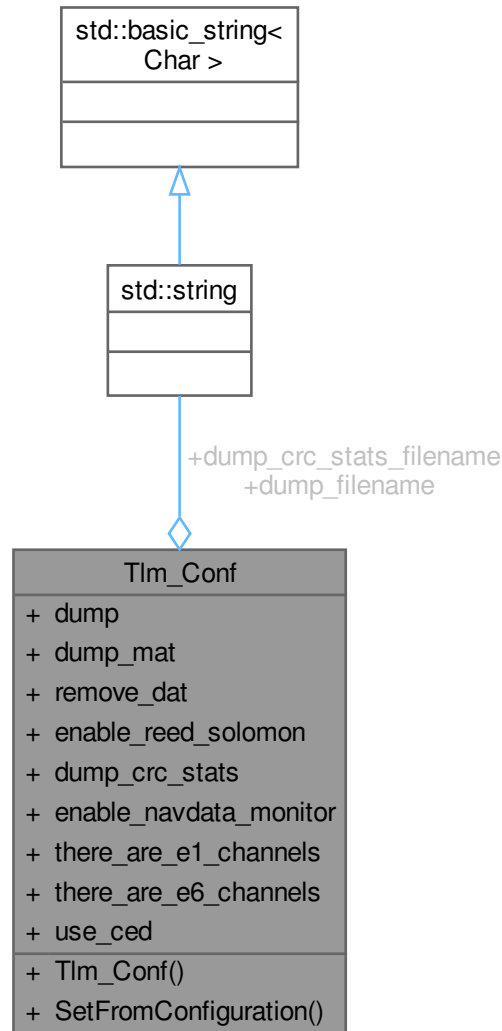 std::basic_string<
Char >
std::string
+dump_crc_stats_filename
+dump_filename
Tlm_Conf
+ dump
+ dump_mat
+ remove_dat
+ enable_reed_solomon
+ dump_crc_stats
+ enable_navdata_monitor
+ there_are_e1_channels
+ there_are_e6_channels
+ use_ced
+ Tlm_Conf()
+ SetFromConfiguration()